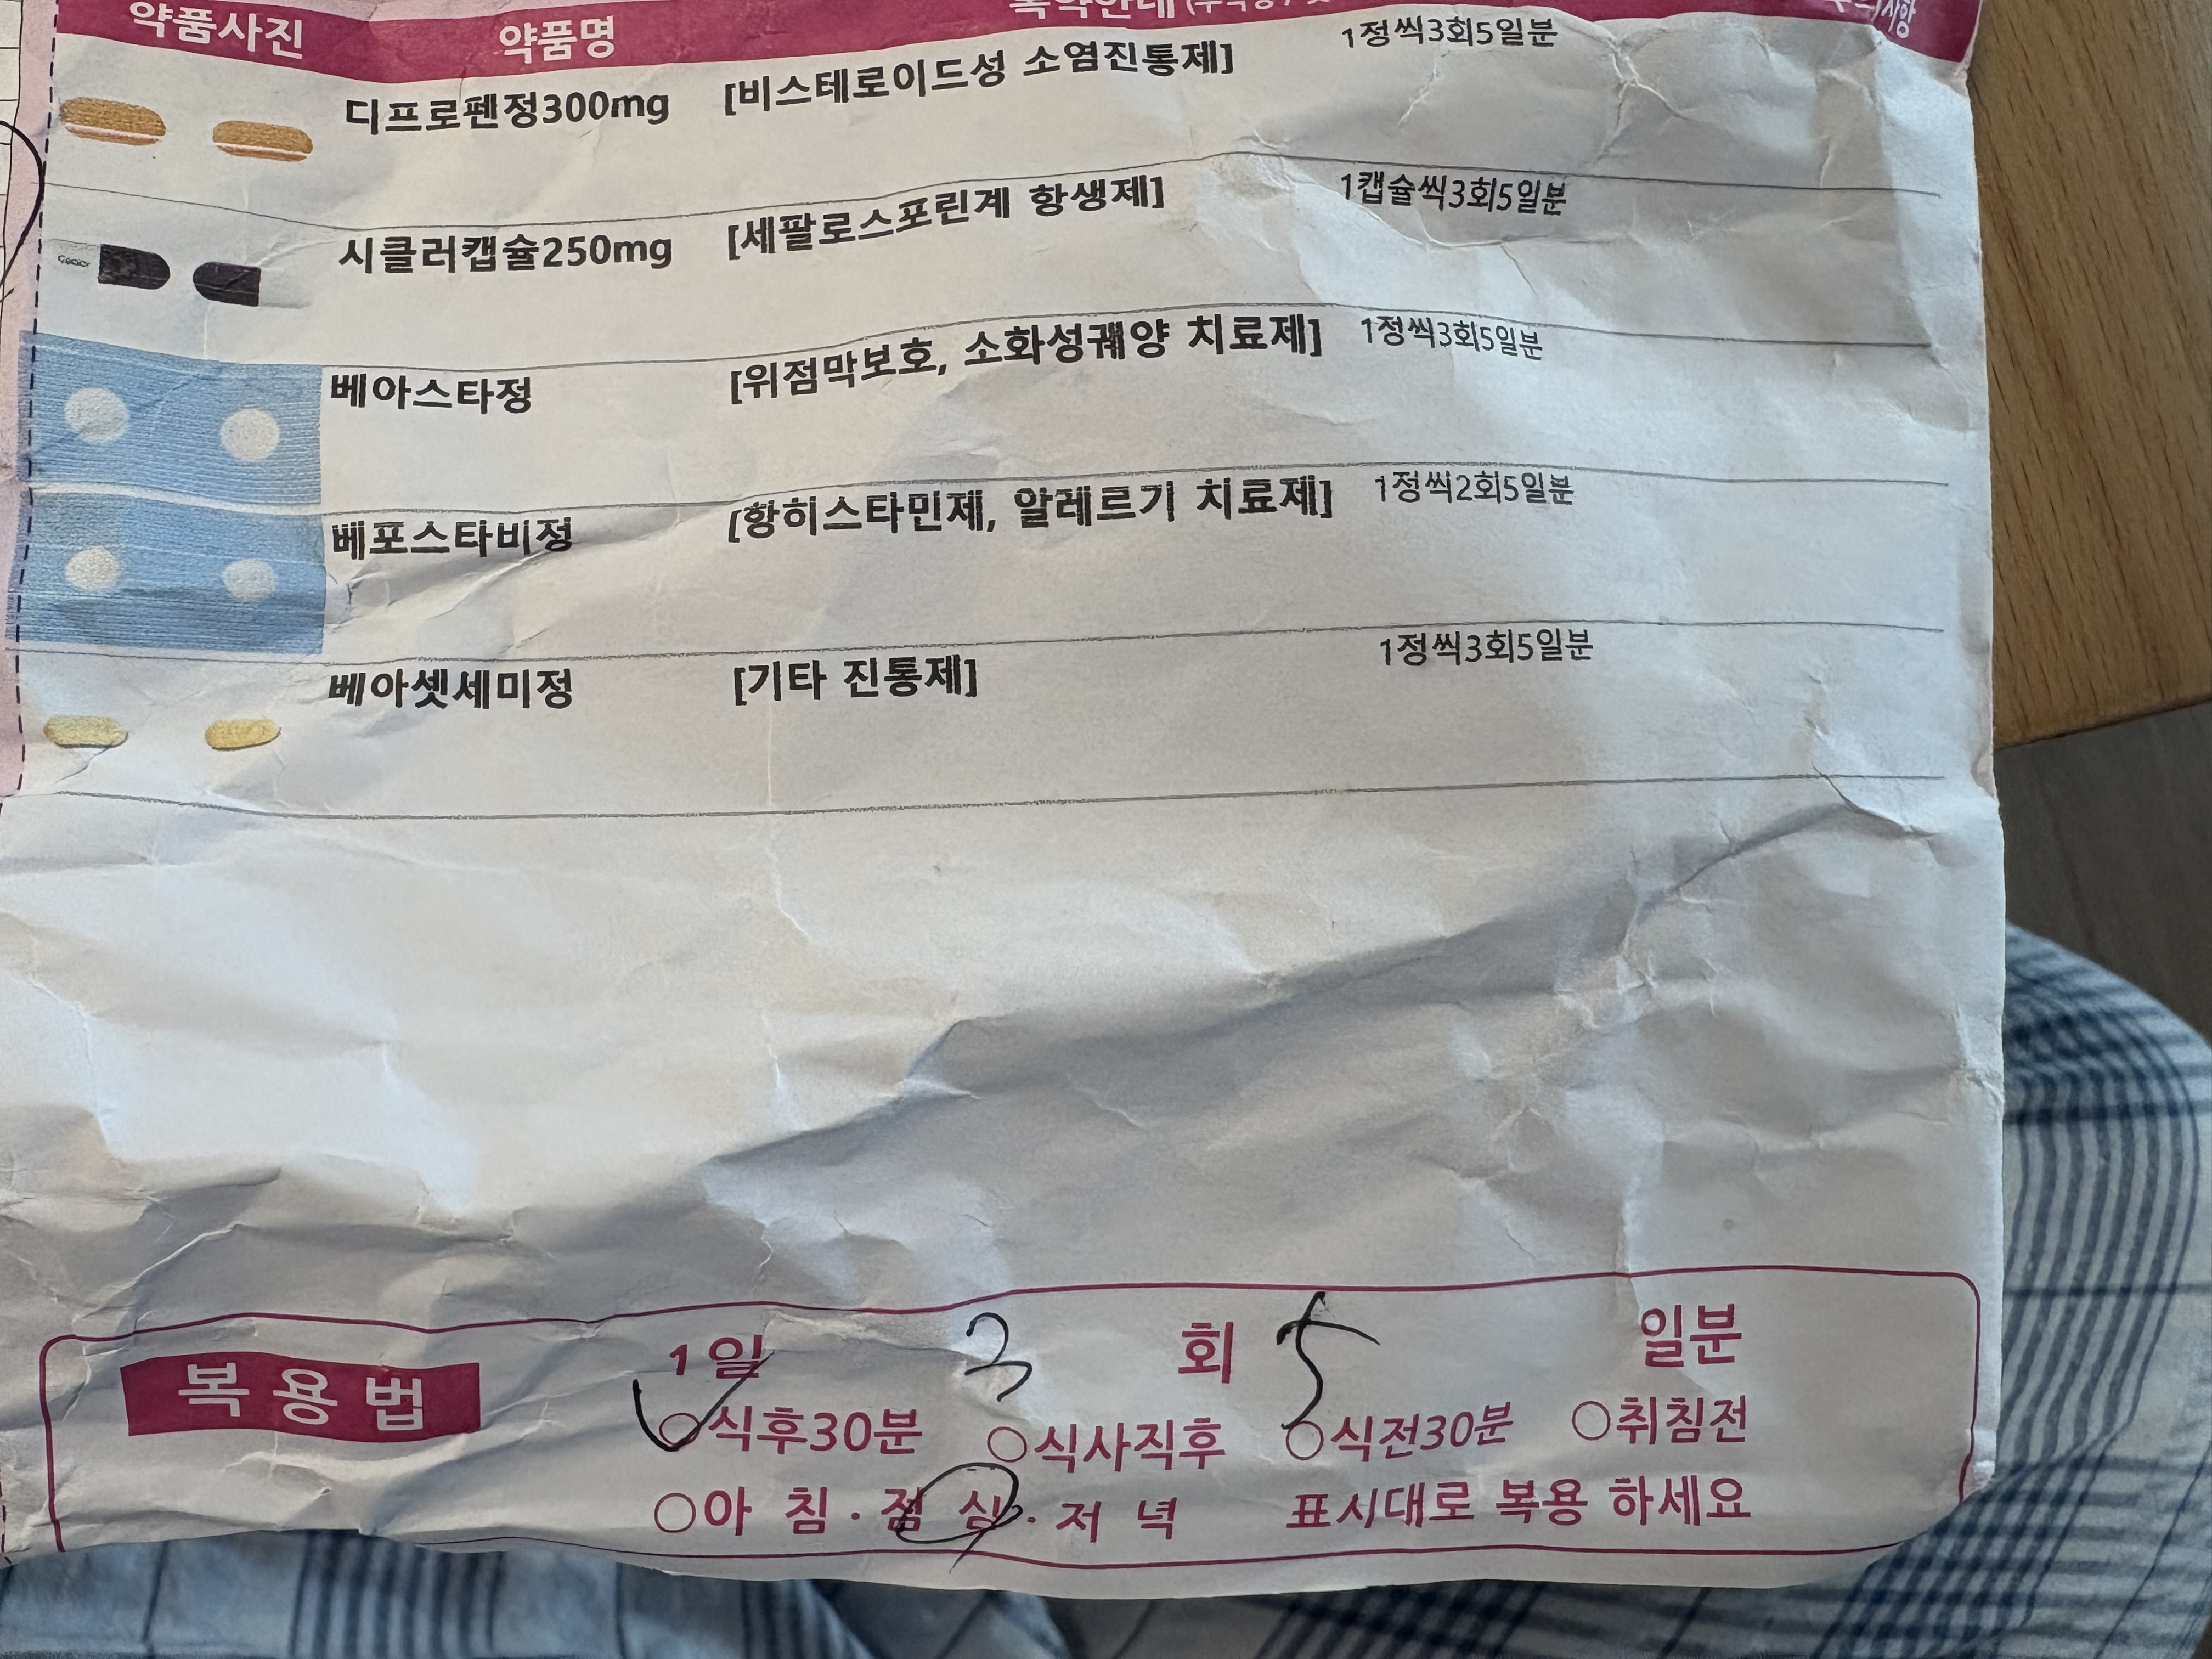 약품사진 약품명 복약안내
디프로펜정300mg [비스테로이드성 소염진통제] 1정씩3회5일분
시클러캡슐250mg [세팔로스포린계 항생제] 1캡슐씩3회5일분
베아스타정 [위점막보호, 소화성궤양 치료제] 1정씩3회5일분
베포스타비정 [항히스타민제, 알레르기 치료제] 1정씩2회5일분
베아셋세미정 [기타 진통제] 1정씩3회5일분
복용법 1일 3 회 5 일분
○식후30분 ○식사직후 ○식전30분 ○취침전
○아 침 · 점 심 · 저 녁 표시대로 복용 하세요